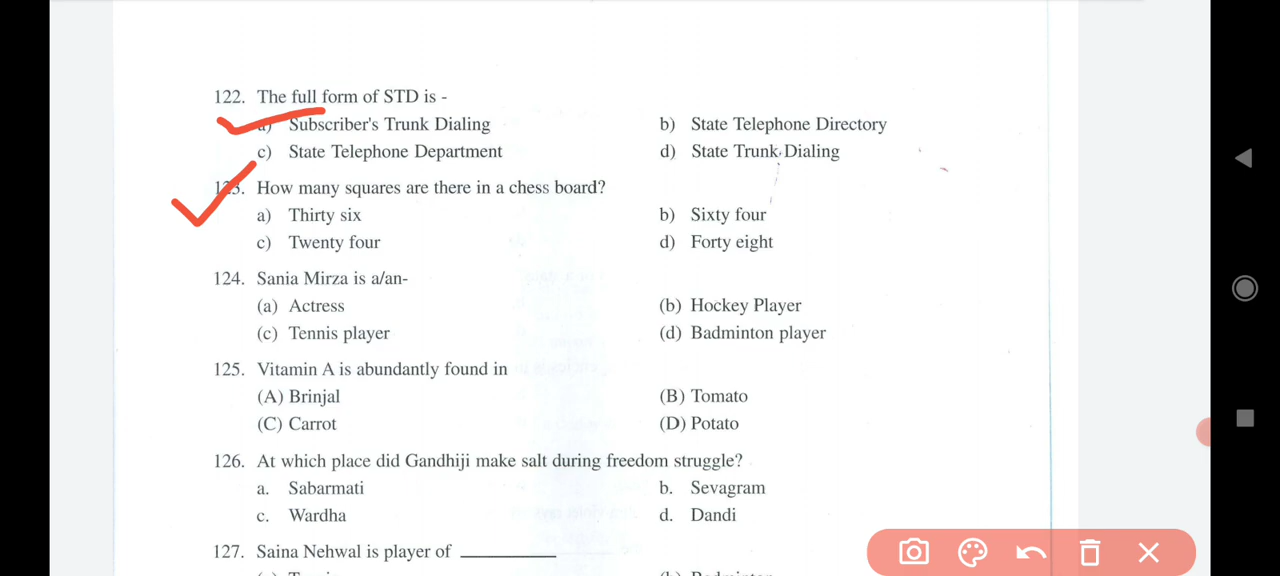 122. The full form of STD is -
a) Subscriber's Trunk Dialing b) State Telephone Directory
c) State Telephone Department d) State Trunk Dialing
123. How many squares are there in a chess board?
a) Thirty six b) Sixty four
c) Twenty four d) Forty eight
124. Sania Mirza is a/an-
(a) Actress (b) Hockey Player
(c) Tennis player (d) Badminton player
125. Vitamin A is abundantly found in
(A) Brinjal (B) Tomato
(C) Carrot (D) Potato
126. At which place did Gandhiji make salt during freedom struggle?
a. Sabarmati b. Sevagram
c. Wardha d. Dandi
127. Saina Nehwal is player of __________